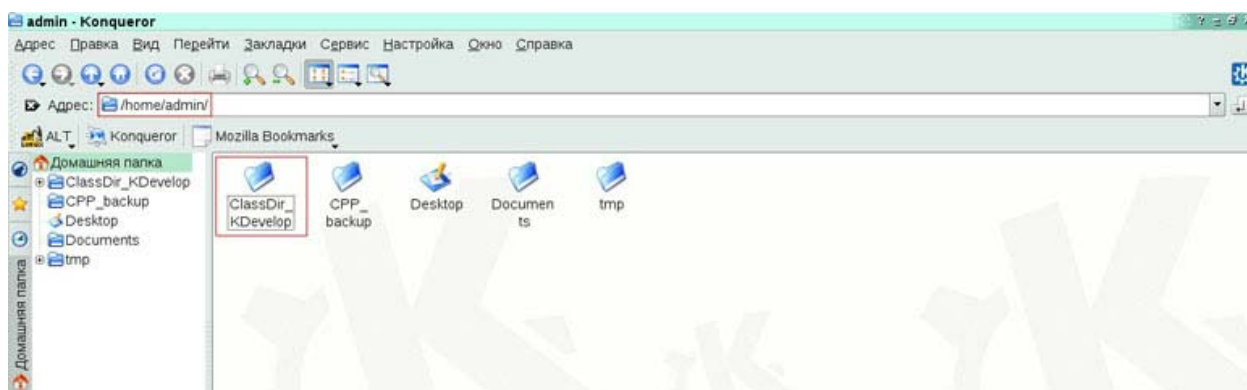 admin - Konqueror
Адрес Правка Вид Перейти Закладки Сервис Настройка Окно Справка
Адрес: /home/admin/
ALT Konqueror Mozilla Bookmarks
Домашняя папка
ClassDir_KDevelop
CPP_backup
Desktop
Documents
tmp
Домашняя папка
ClassDir_
KDevelop
CPP_
backup
Desktop
Documen
ts
tmp